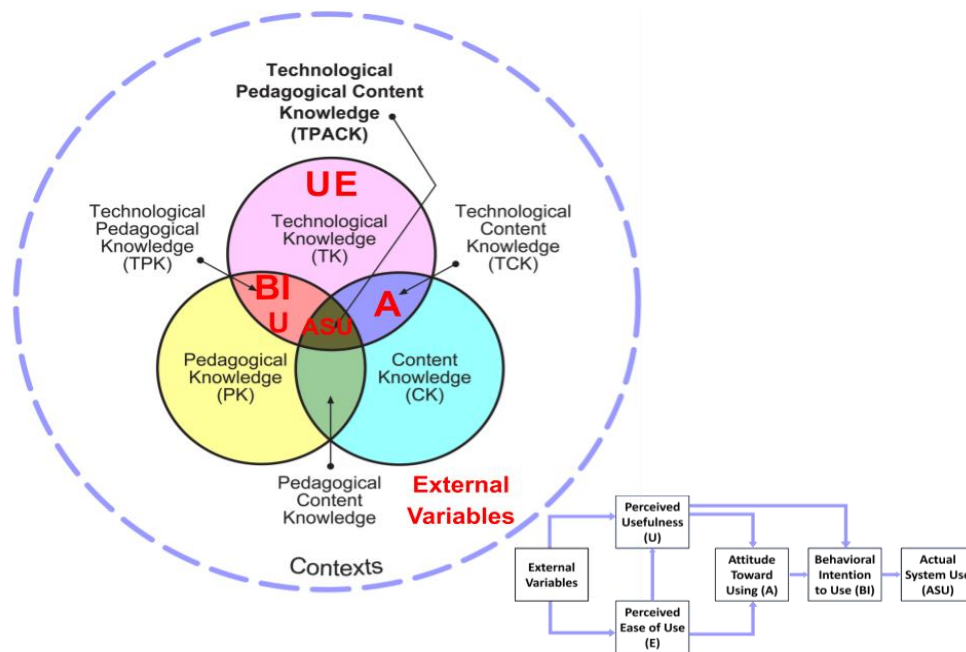 Technological
Pedagogical Content
Knowledge
(TPACK)
UE
Technological
Pedagogical
Knowledge
(TPK)
Technological
Knowledge
(TK)
Technological
Content
Knowledge
(TCK)
BI
U
ASU
A
Pedagogical
Knowledge
(PK)
Content
Knowledge
(CK)
Pedagogical
Content
Knowledge
External
Variables
Contexts
External
Variables
Perceived
Usefulness
(U)
Perceived
Ease of Use
(E)
Attitude
Toward
Using (A)
Behavioral
Intention
to Use (BI)
Actual
System Use
(ASU)